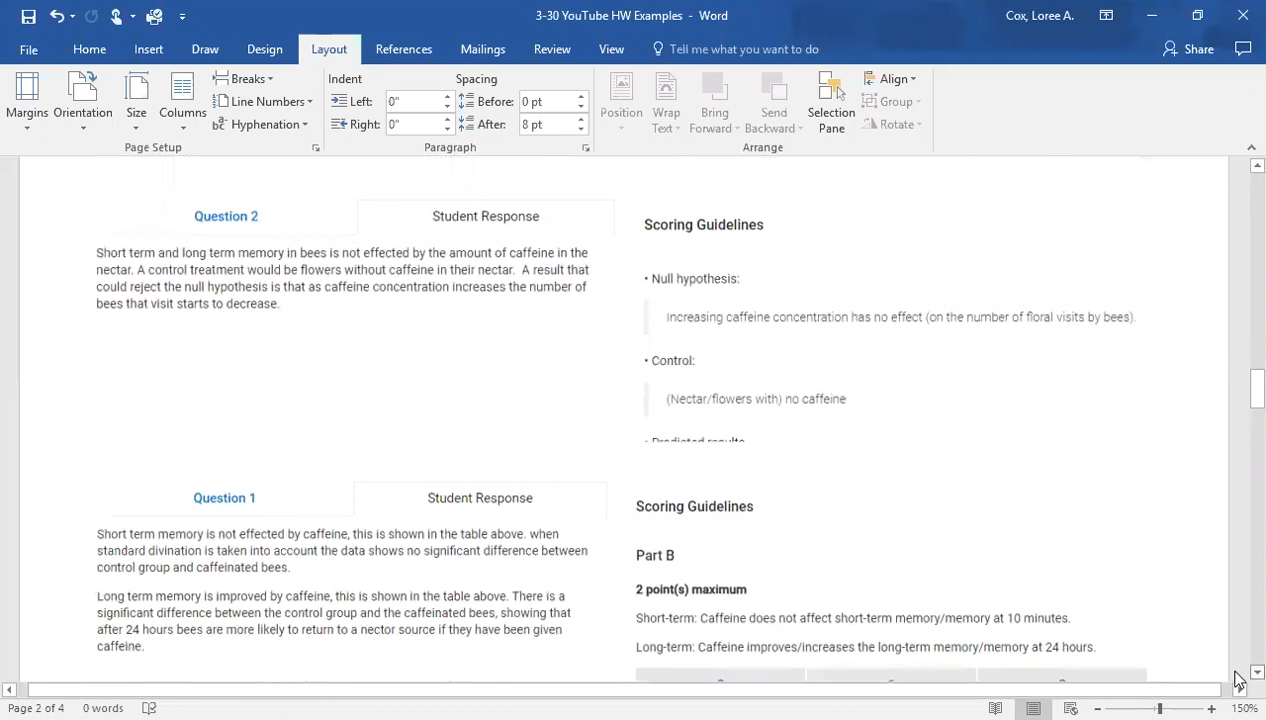 3-30 YouTube HW Examples - Word
Cox, Loree A.
File Home Insert Draw Design Layout References Mailings Review View Tell me what you want to do Share
Margins
Orientation
Size
Columns
Breaks
Line Numbers
Hyphenation
Page Setup
Indent
Left: 0"
Right: 0"
Spacing
Before: 0 pt
After: 8 pt
Paragraph
Position
Wrap
Text
Bring
Forward
Send
Backward
Selection
Pane
Align
Group
Rotate
Arrange
Question 2
Student Response
Short term and long term memory in bees is not effected by the amount of caffeine in the
nectar. A control treatment would be flowers without caffeine in their nectar. A result that
could reject the null hypothesis is that as caffeine concentration increases the number of
bees that visit starts to decrease.
Scoring Guidelines
• Null hypothesis:
Increasing caffeine concentration has no effect (on the number of floral visits by bees).
• Control:
(Nectar/flowers with) no caffeine
• Predicted results
Question 1
Student Response
Short term memory is not effected by caffeine, this is shown in the table above. when
standard divination is taken into account the data shows no significant difference between
control group and caffeinated bees.
Long term memory is improved by caffeine, this is shown in the table above. There is a
significant difference between the control group and the caffeinated bees, showing that
after 24 hours bees are more likely to return to a nector source if they have been given
caffeine.
Scoring Guidelines
Part B
2 point(s) maximum
Short-term: Caffeine does not affect short-term memory/memory at 10 minutes.
Long-term: Caffeine improves/increases the long-term memory/memory at 24 hours.
Page 2 of 4 0 words
150%